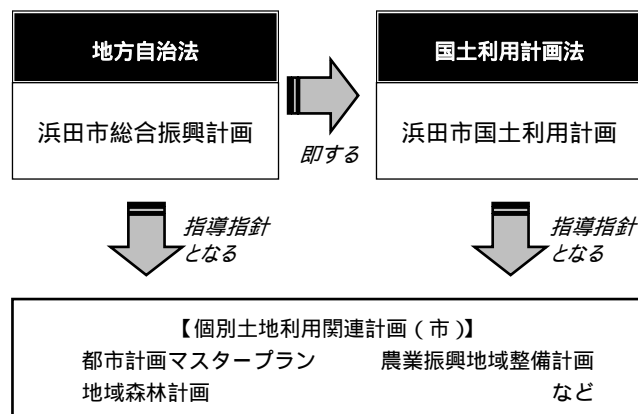 地方自治法
国土利用計画法
浜田市総合振興計画
浜田市国土利用計画
即する
指導指針
となる
指導指針
となる
【個別土地利用関連計画(市)】
都市計画マスタープラン 農業振興地域整備計画
地域森林計画 など